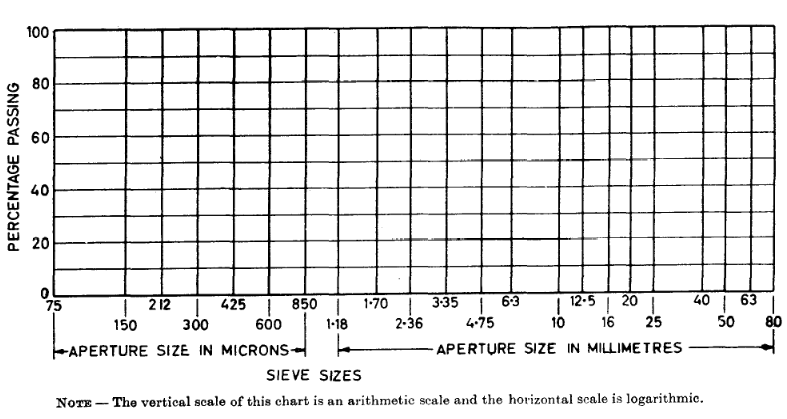 100
80
60
40
20
0
PERCENTAGE PASSING
75 212 425 850 1·70 3·35 6·3 12·5 20 40 63
150 300 600 1·18 2·36 4·75 10 16 25 50 80
APERTURE SIZE IN MICRONS APERTURE SIZE IN MILLIMETRES
SIEVE SIZES
NOTE — The vertical scale of this chart is an arithmetic scale and the horizontal scale is logarithmic.